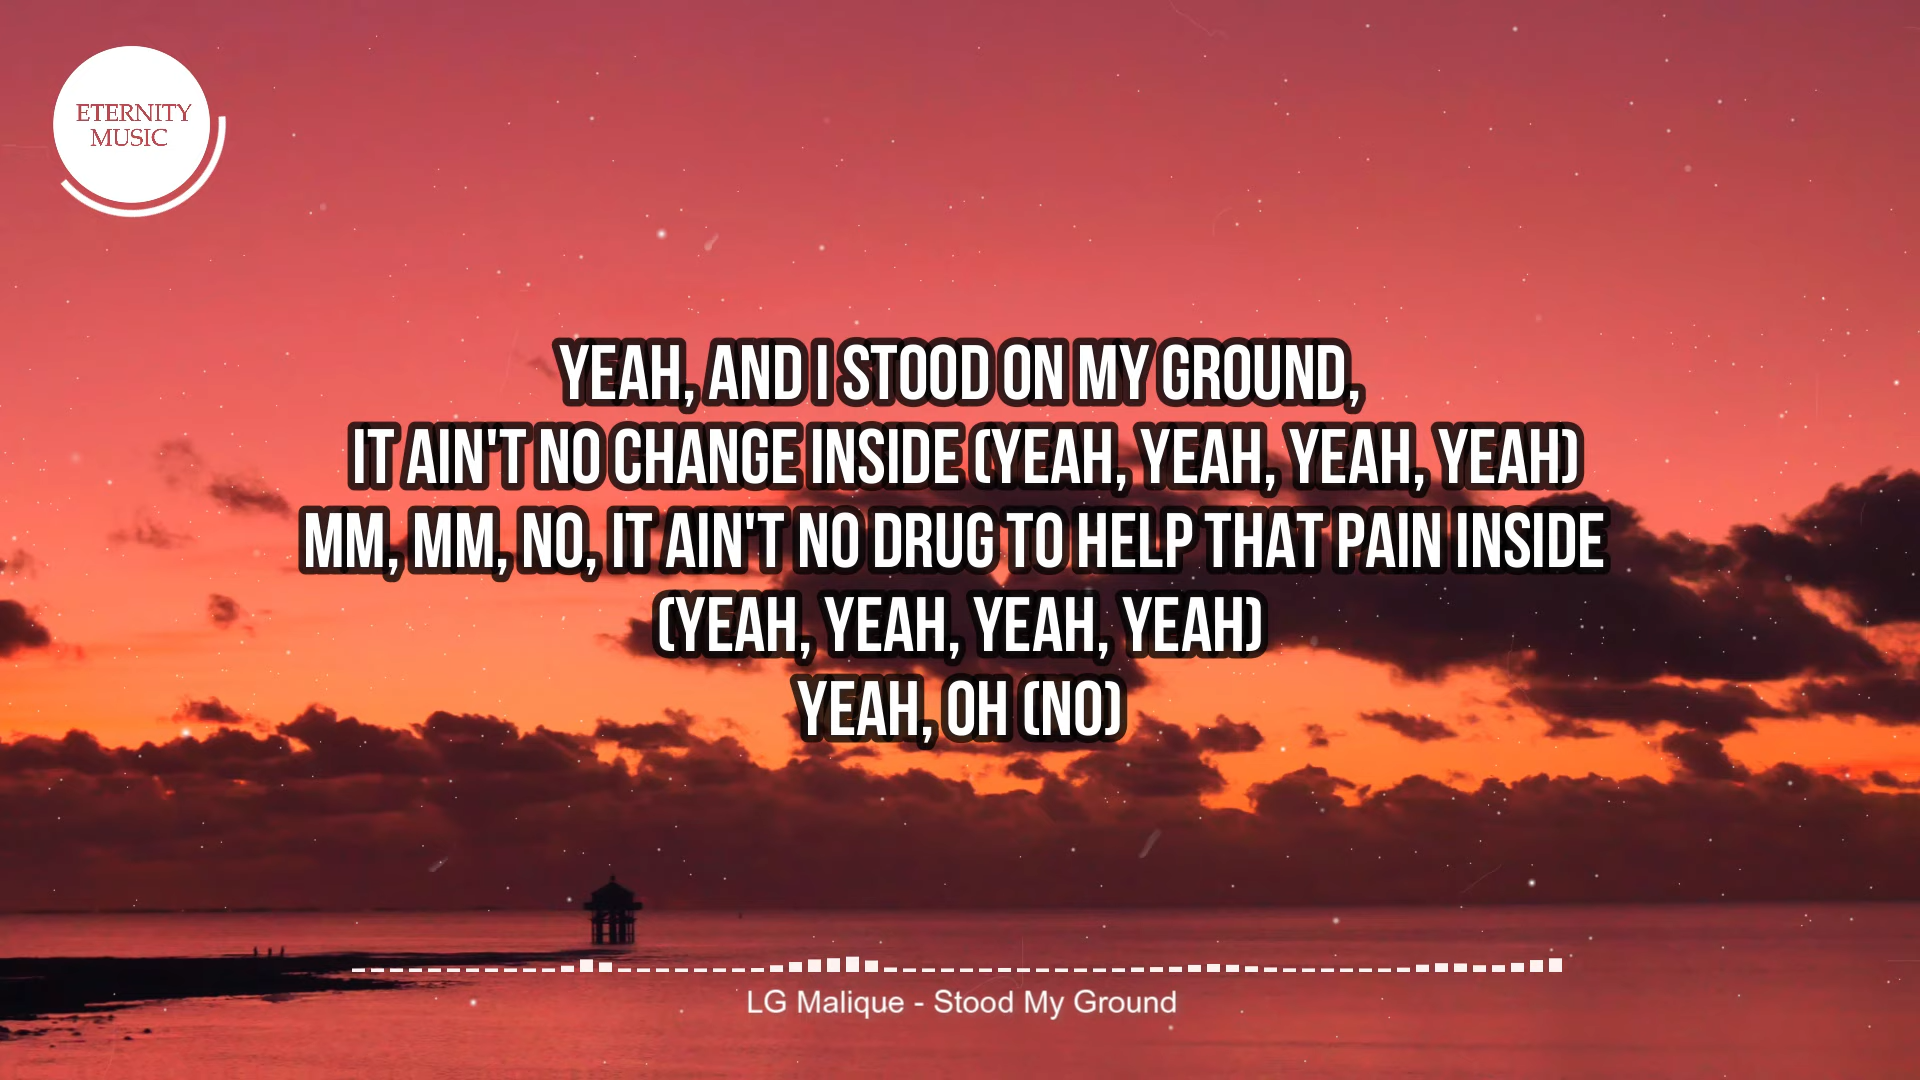 ETERNITY
MUSIC
YEAH, AND I STOOD ON MY GROUND,
IT AIN'T NO CHANGE INSIDE (YEAH, YEAH, YEAH, YEAH)
MM, MM, NO, IT AIN'T NO DRUG TO HELP THAT PAIN INSIDE
(YEAH, YEAH, YEAH, YEAH)
YEAH, OH (NO)
LG Malique - Stood My Ground